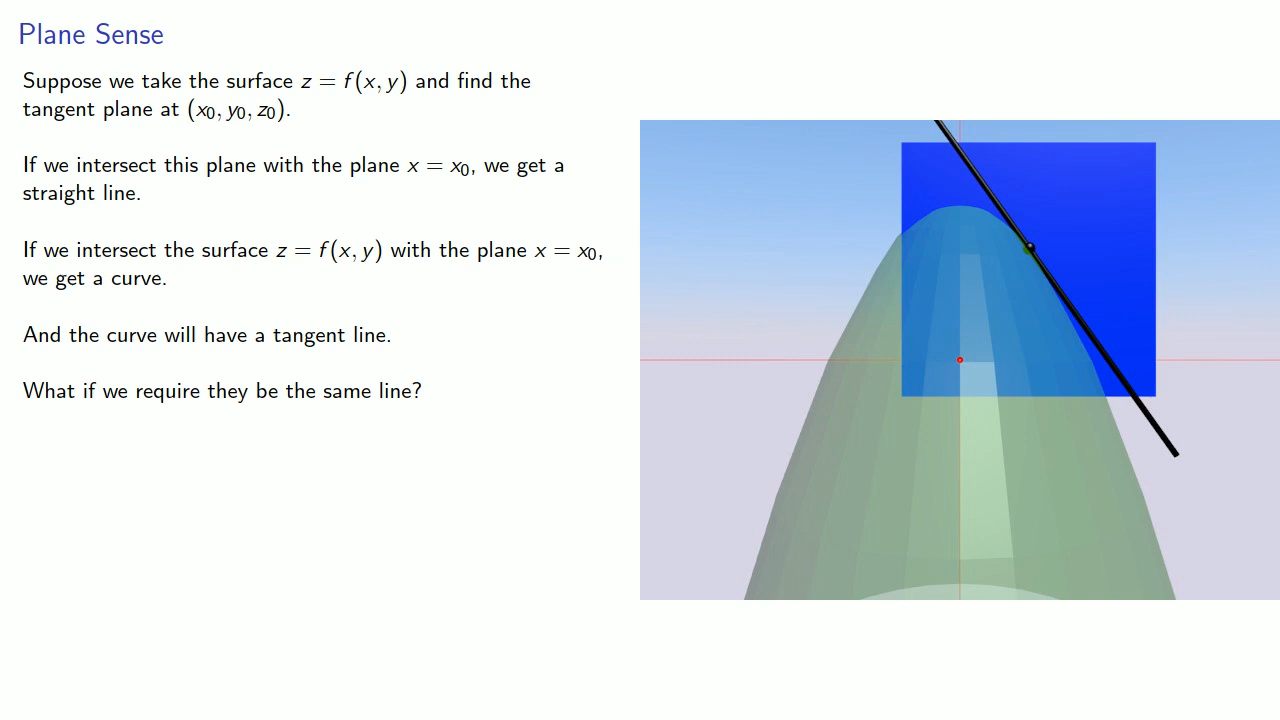 Plane Sense
Suppose we take the surface z = f(x, y) and find the
tangent plane at (x₀, y₀, z₀).
If we intersect this plane with the plane x = x₀, we get a
straight line.
If we intersect the surface z = f(x, y) with the plane x = x₀,
we get a curve.
And the curve will have a tangent line.
What if we require they be the same line?